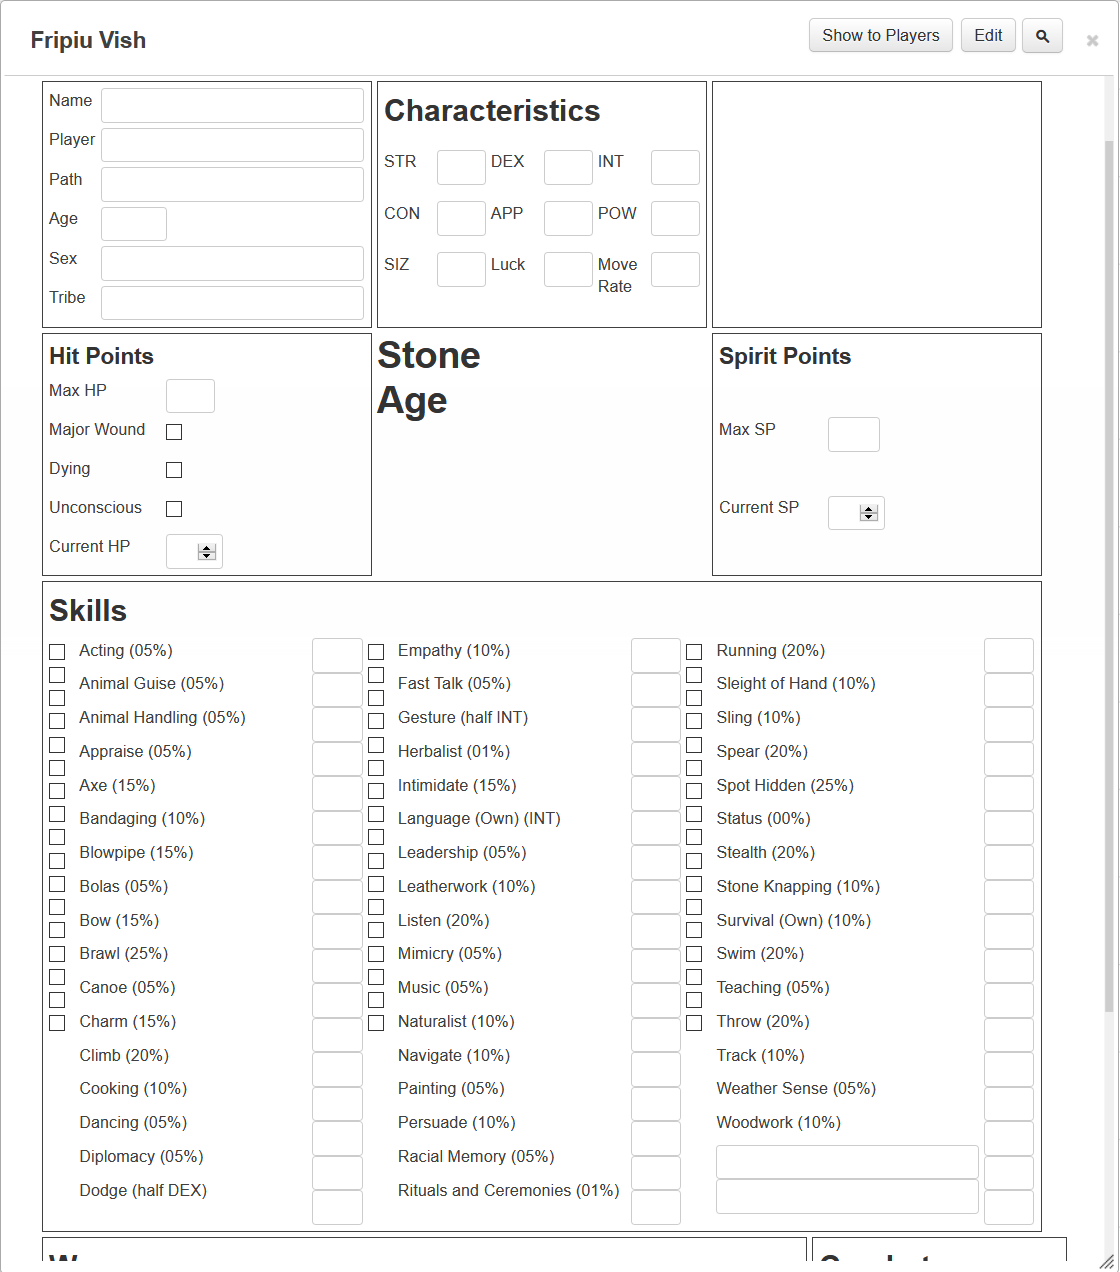 Fripiu Vish
Show to Players
Edit
Name
Player
Path
Age
Sex
Tribe
Characteristics
STR DEX INT
CON APP POW
SIZ Luck Move
Rate
Hit Points
Max HP
Major Wound
Dying
Unconscious
Current HP
Stone
Age
Spirit Points
Max SP
Current SP
Skills
Acting (05%)
Animal Guise (05%)
Animal Handling (05%)
Appraise (05%)
Axe (15%)
Bandaging (10%)
Blowpipe (15%)
Bolas (05%)
Bow (15%)
Brawl (25%)
Canoe (05%)
Charm (15%)
Climb (20%)
Cooking (10%)
Dancing (05%)
Diplomacy (05%)
Dodge (half DEX)
Empathy (10%)
Fast Talk (05%)
Gesture (half INT)
Herbalist (01%)
Intimidate (15%)
Language (Own) (INT)
Leadership (05%)
Leatherwork (10%)
Listen (20%)
Mimicry (05%)
Music (05%)
Naturalist (10%)
Navigate (10%)
Painting (05%)
Persuade (10%)
Racial Memory (05%)
Rituals and Ceremonies (01%)
Running (20%)
Sleight of Hand (10%)
Sling (10%)
Spear (20%)
Spot Hidden (25%)
Status (00%)
Stealth (20%)
Stone Knapping (10%)
Survival (Own) (10%)
Swim (20%)
Teaching (05%)
Throw (20%)
Track (10%)
Weather Sense (05%)
Woodwork (10%)